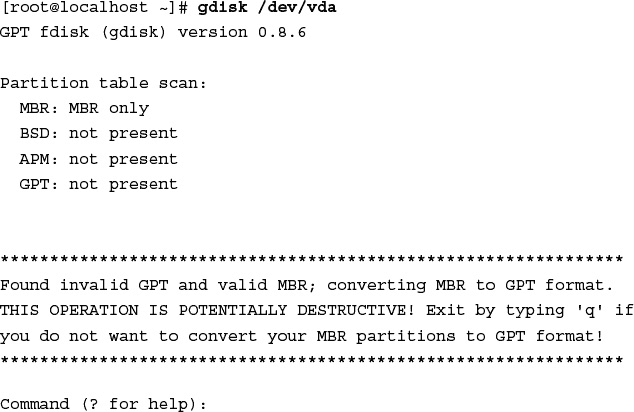 [root@localhost ~]# gdisk /dev/vda
GPT fdisk (gdisk) version 0.8.6
Partition table scan:
MBR: MBR only
BSD: not present
APM: not present
GPT: not present
******************************************************************
Found invalid GPT and valid MBR; converting MBR to GPT format.
THIS OPERATION IS POTENTIALLY DESTRUCTIVE! Exit by typing 'q' if
you do not want to convert your MBR partitions to GPT format!
******************************************************************
Command (? for help):